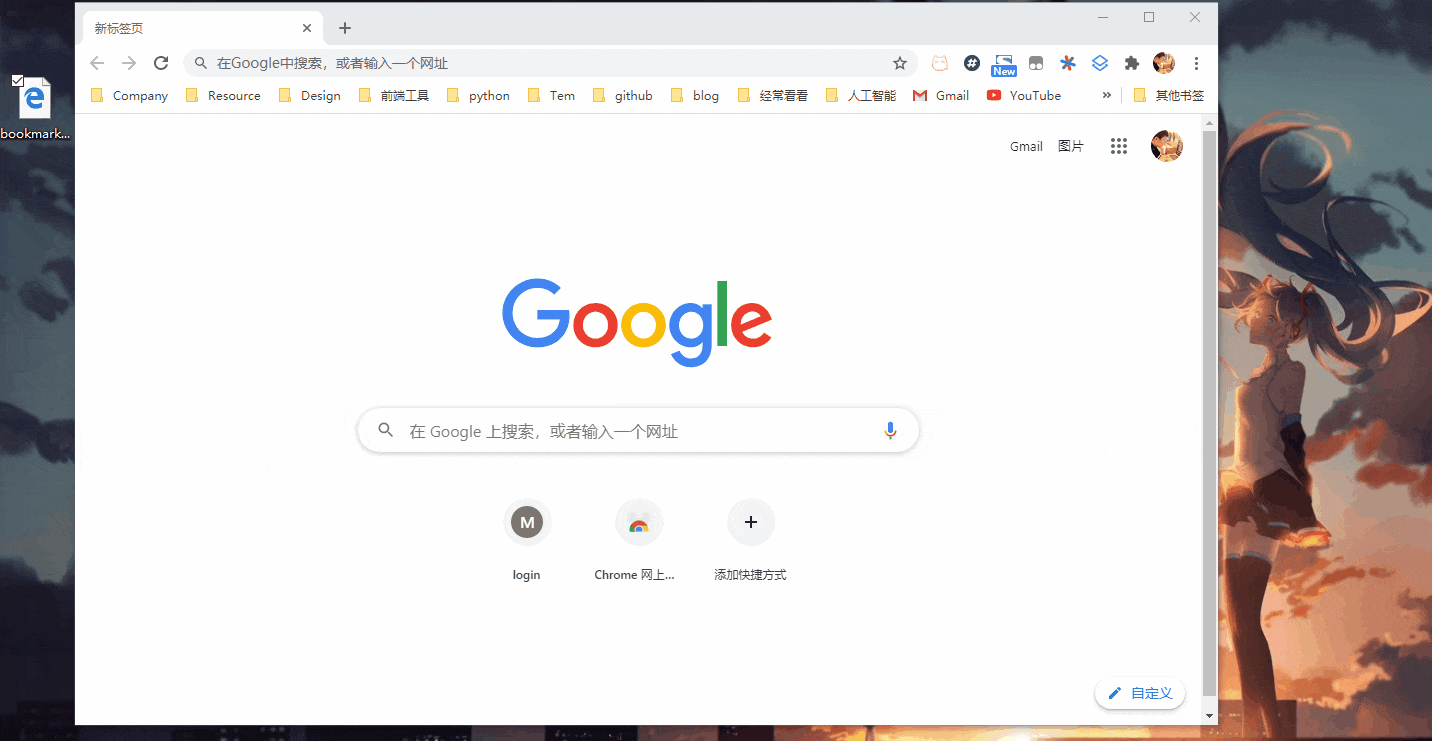 新标签页
在Google中搜索，或者输入一个网址
New
Company Resource Design 前端工具 python Tem github blog 经常看看 人工智能 Gmail YouTube » 其他书签
bookmark...
Gmail 图片
Google
在 Google 上搜索，或者输入一个网址
M
login Chrome 网上... 添加快捷方式
自定义